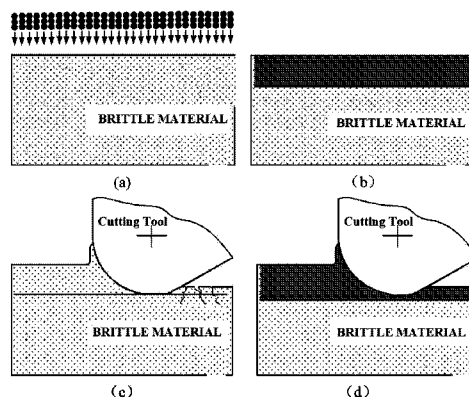 BRITTLE MATERIAL
BRITTLE MATERIAL
(a)
(b)
Cutting Tool
Cutting Tool
BRITTLE MATERIAL
BRITTLE MATERIAL
(c)
(d)